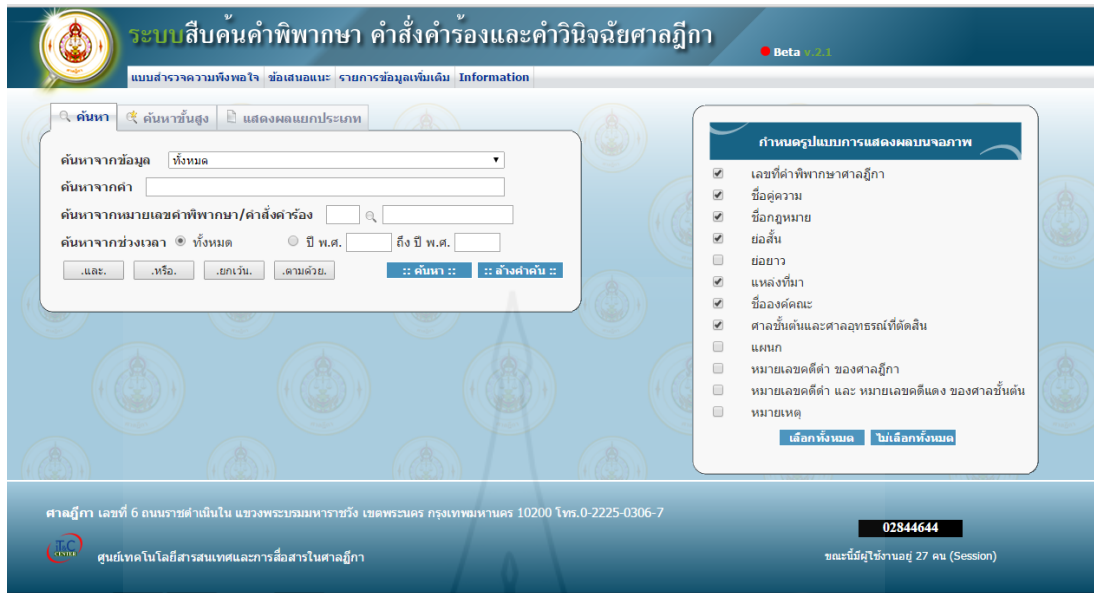 ระบบสืบค้นคำพิพากษา คำสั่งคำร้องและคำวินิจฉัยศาลฎีกา
Beta v.2.1
แบบสำรวจความพึงพอใจ ข้อเสนอแนะ รายการข้อมูลเพิ่มเติม Information
ค้นหา ค้นหาขั้นสูง แสดงผลแยกประเภท
ค้นหาจากข้อมูล ทั้งหมด
ค้นหาจากคำ
ค้นหาจากหมายเลขคำพิพากษา/คำสั่งคำร้อง
ค้นหาจากช่วงเวลา ทั้งหมด ปี พ.ศ. ถึง ปี พ.ศ.
.และ. .หรือ. .ยกเว้น. .ตามด้วย. :: ค้นหา :: :: ล้างคำค้น ::
กำหนดรูปแบบการแสดงผลบนจอภาพ
เลขที่คำพิพากษาศาลฎีกา
ชื่อคู่ความ
ชื่อกฎหมาย
ย่อสั้น
ย่อยาว
แหล่งที่มา
ชื่อองค์คณะ
ศาลชั้นต้นและศาลอุทธรณ์ที่ตัดสิน
แผนก
หมายเลขคดีดำ ของศาลฎีกา
หมายเลขคดีดำ และ หมายเลขคดีแดง ของศาลชั้นต้น
หมายเหตุ
เลือกทั้งหมด ไม่เลือกทั้งหมด
ศาลฎีกา เลขที่ 6 ถนนราชดำเนินใน แขวงพระบรมมหาราชวัง เขตพระนคร กรุงเทพมหานคร 10200 โทร.0-2225-0306-7
02844644
ศูนย์เทคโนโลยีสารสนเทศและการสื่อสารในศาลฎีกา
ขณะนี้มีผู้ใช้งานอยู่ 27 คน (Session)